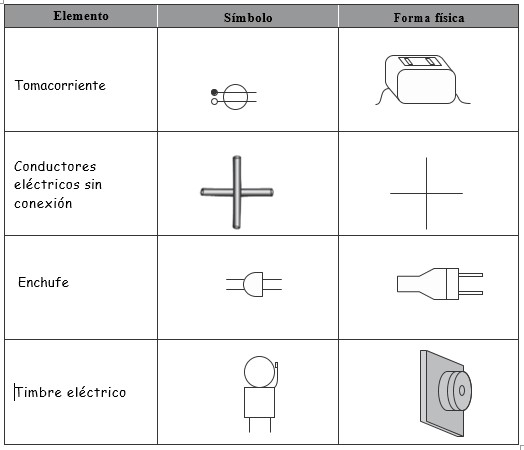 Elemento Símbolo Forma física
Tomacorriente
Conductores
eléctricos sin
conexión
Enchufe
Timbre eléctrico